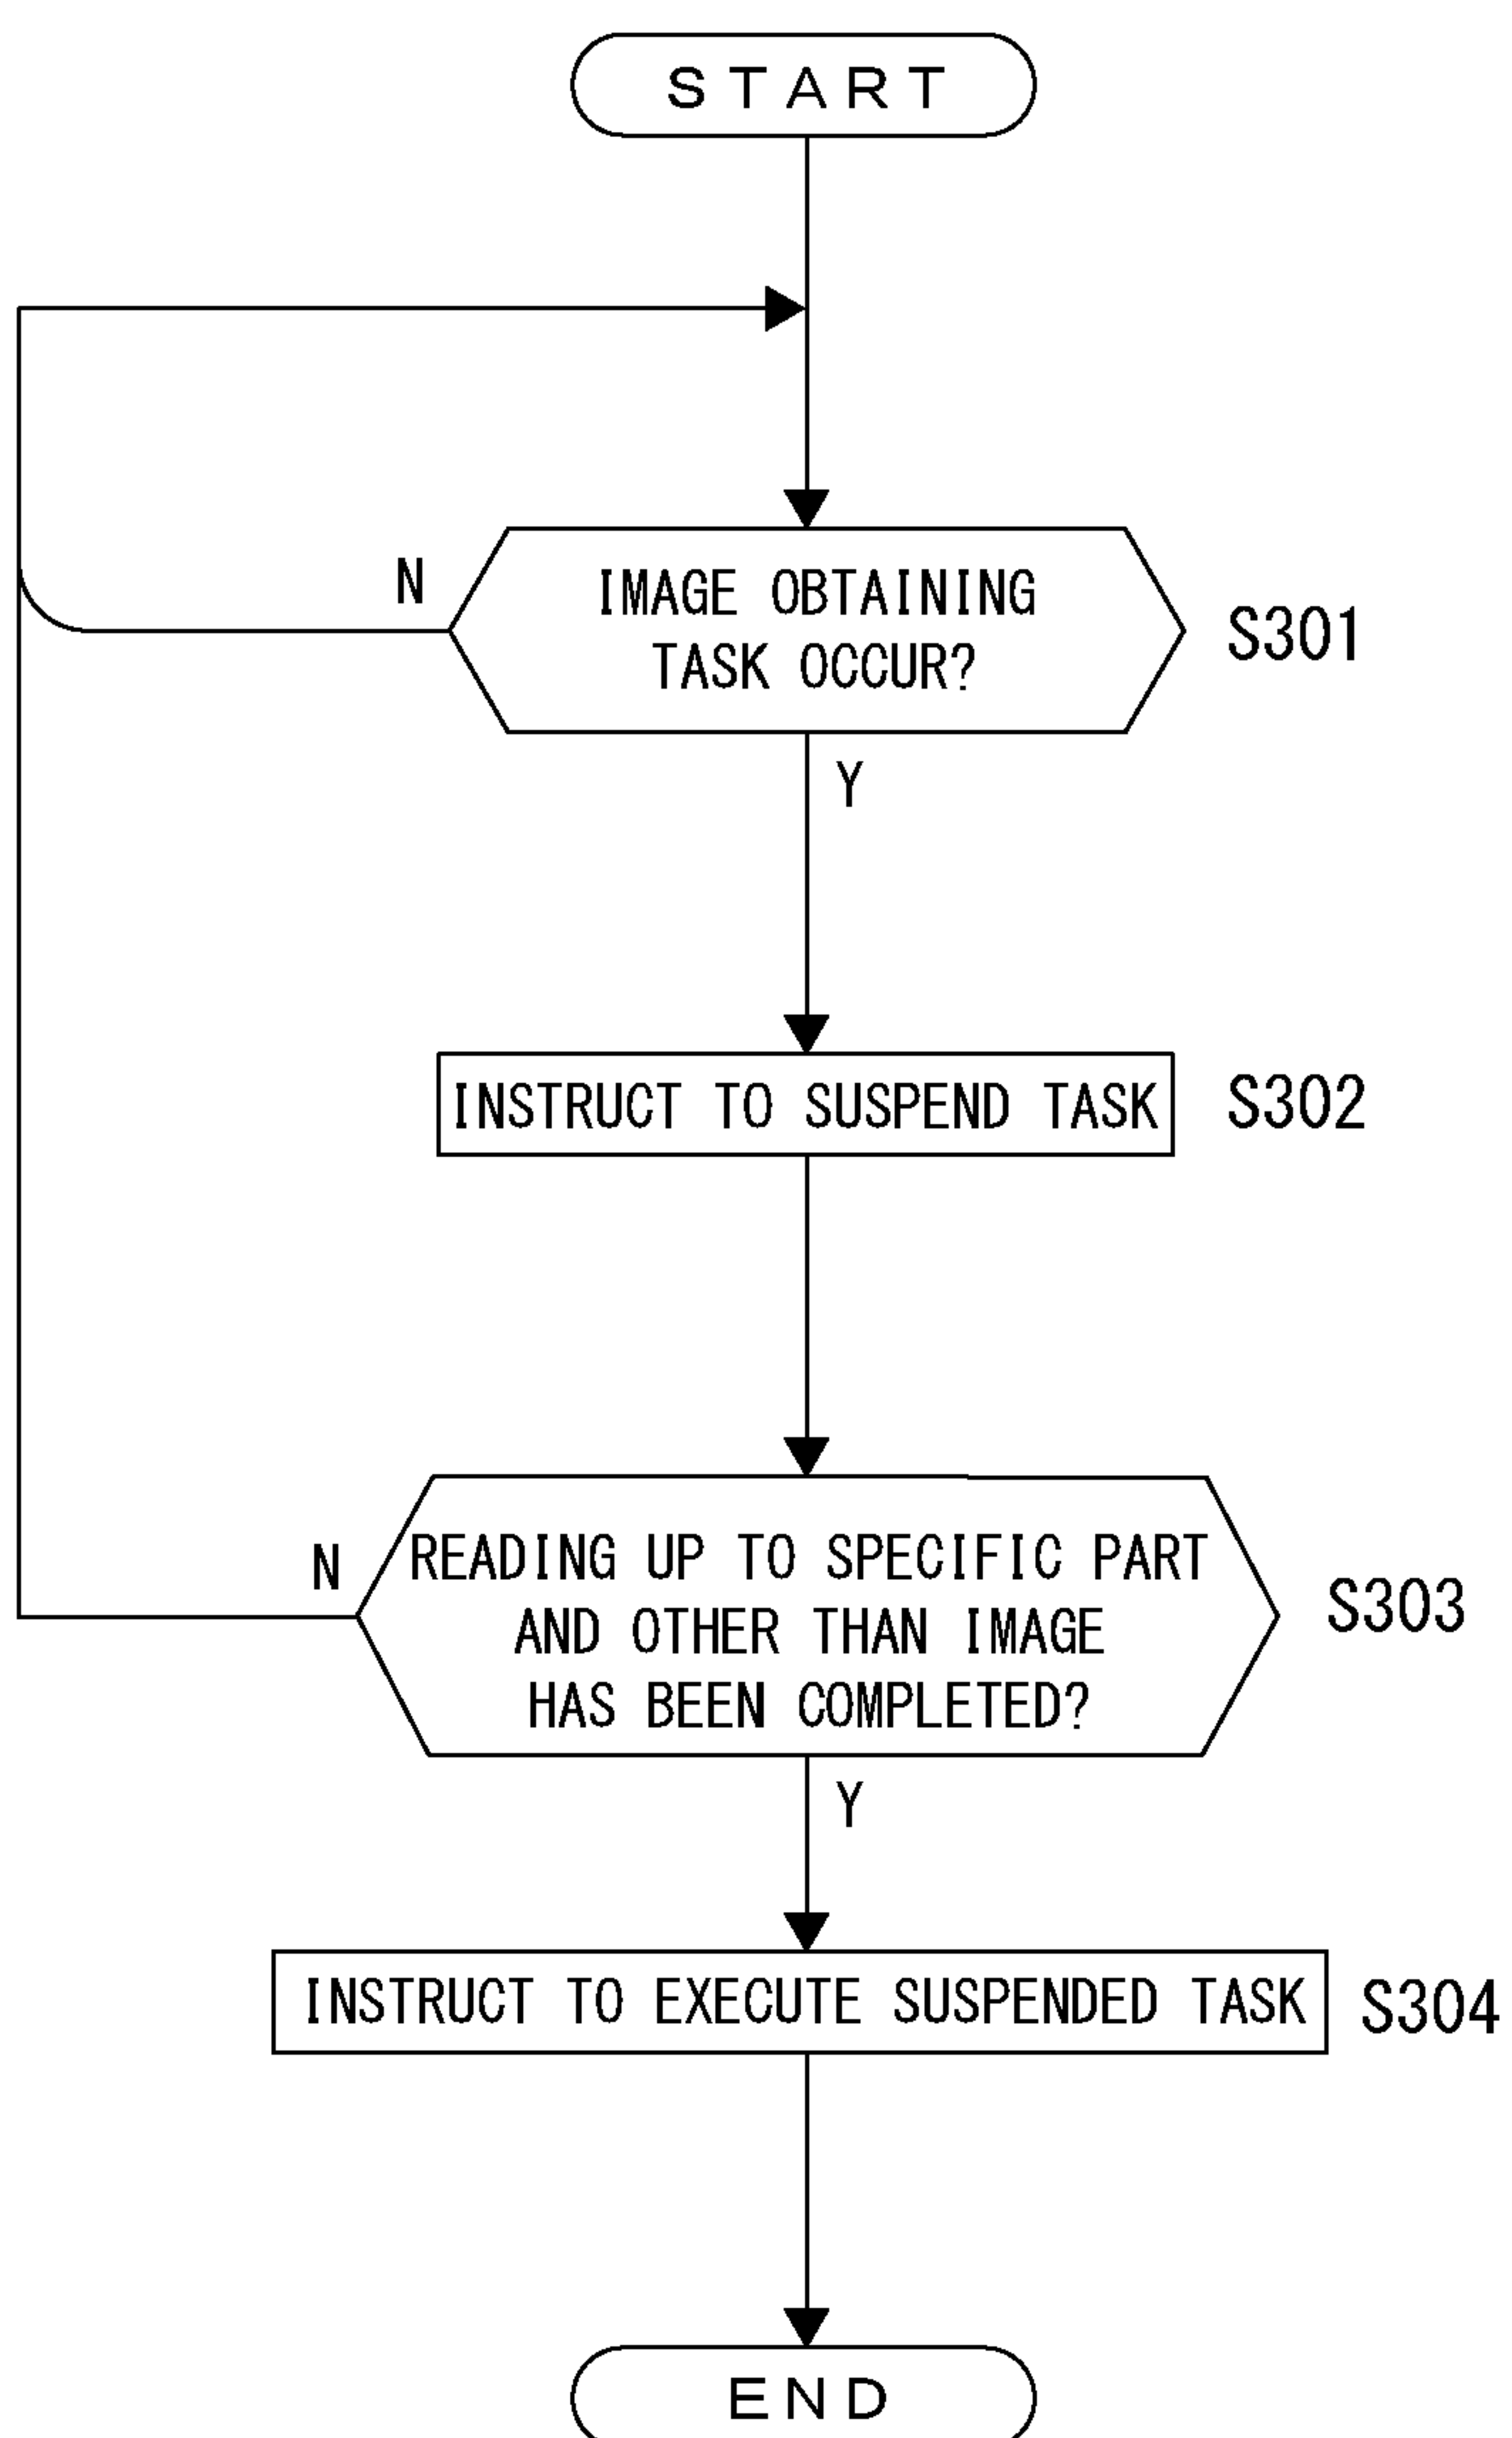 START
N
IMAGE OBTAINING
TASK OCCUR?
S301
Y
INSTRUCT TO SUSPEND TASK
S302
N
READING UP TO SPECIFIC PART
AND OTHER THAN IMAGE
HAS BEEN COMPLETED?
S303
Y
INSTRUCT TO EXECUTE SUSPENDED TASK
S304
END